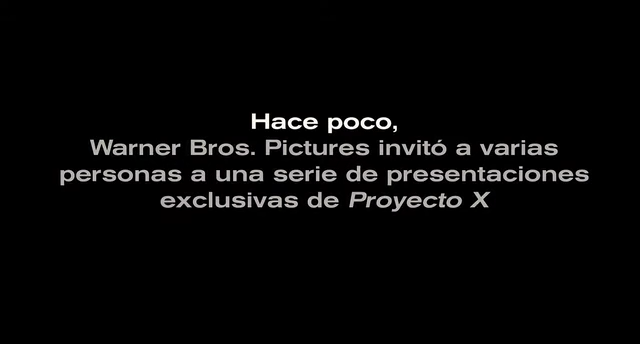 Hace poco,
Warner Bros. Pictures invitó a varias
personas a una serie de presentaciones
exclusivas de Proyecto X